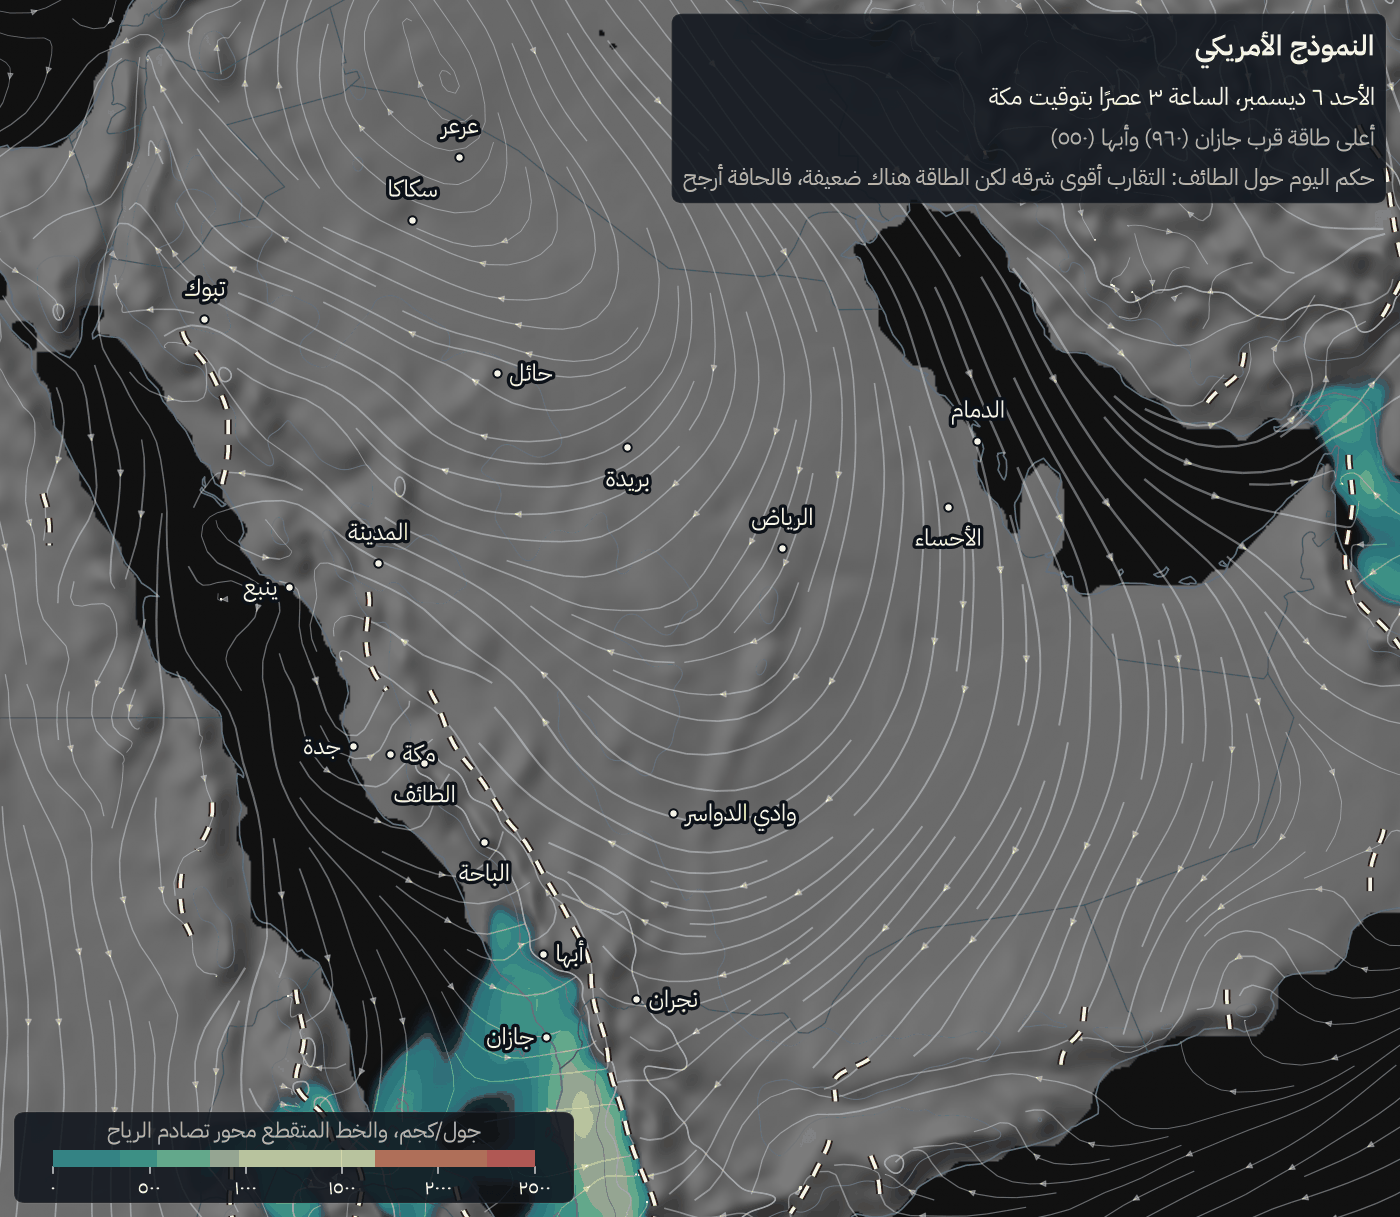 النموذج الأمريكي
الأحد ٦ ديسمبر، الساعة ٣ عصرًا بتوقيت مكة
أعلى طاقة قرب جازان (٩٦٠) وأبها (٥٥٠)
حكم اليوم حول الطائف: التقارب أقوى شرقه لكن الطاقة هناك ضعيفة، فالحافة أرجح
عرعر
سكاكا
تبوك
حائل
الدمام
بريدة
الرياض
المدينة
الأحساء
ينبع
جدة
مكة
الطائف
وادي الدواسر
الباحة
أبها
نجران
جازان
جول/كجم، والخط المتقطع محور تصادم الرياح
٠ ٥٠٠ ١٠٠٠ ١٥٠٠ ٢٠٠٠ ٢٥٠٠